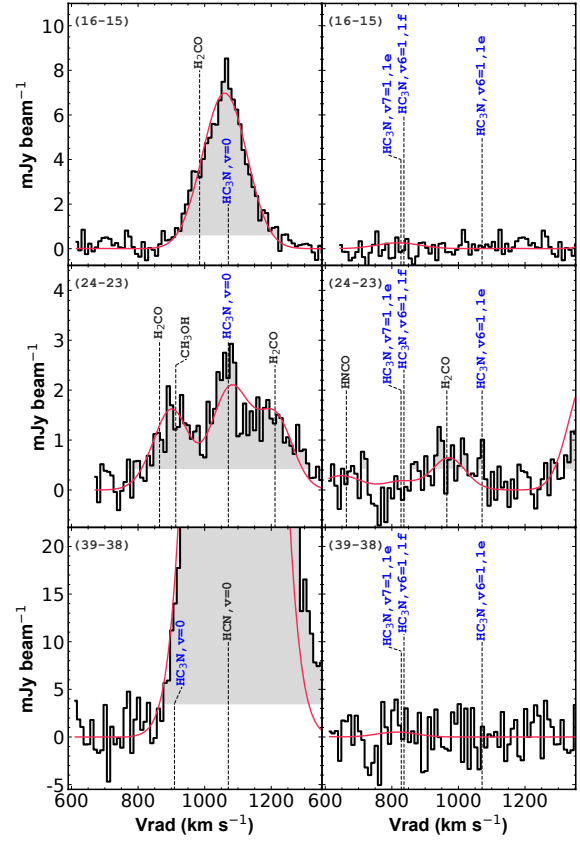 (16−15)
H₂CO
HC₃N, v=0
mJy beam⁻¹
10
8
6
4
2
0
(16−15)
HC₃N, v7=1, 1e
HC₃N, v6=1, 1f
HC₃N, v6=1, 1e
(24−23)
H₂CO
CH₃OH
HC₃N, v=0
H₂CO
mJy beam⁻¹
4
3
2
1
0
(24−23)
HNCO
HC₃N, v7=1, 1e
HC₃N, v6=1, 1f
H₂CO
HC₃N, v6=1, 1e
(39−38)
HC₃N, v=0
HCN, v=0
mJy beam⁻¹
20
15
10
5
0
-5
(39−38)
HC₃N, v7=1, 1e
HC₃N, v6=1, 1f
HC₃N, v6=1, 1e
600 800 1000 1200 600 800 1000 1200
Vrad (km s⁻¹) Vrad (km s⁻¹)